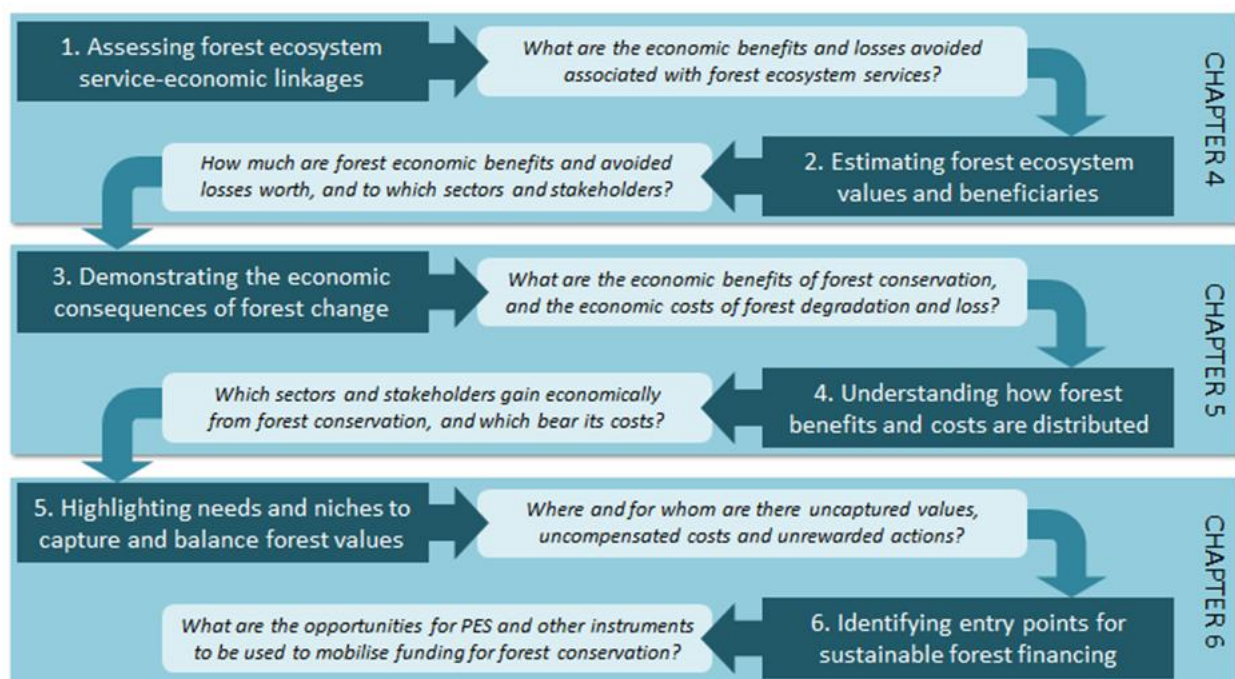 1. Assessing forest ecosystem
service-economic linkages
What are the economic benefits and losses avoided
associated with forest ecosystem services?
2. Estimating forest ecosystem
values and beneficiaries
How much are forest economic benefits and avoided
losses worth, and to which sectors and stakeholders?
CHAPTER 4
3. Demonstrating the economic
consequences of forest change
What are the economic benefits of forest conservation,
and the economic costs of forest degradation and loss?
4. Understanding how forest
benefits and costs are distributed
Which sectors and stakeholders gain economically
from forest conservation, and which bear its costs?
CHAPTER 5
5. Highlighting needs and niches to
capture and balance forest values
Where and for whom are there uncaptured values,
uncompensated costs and unrewarded actions?
6. Identifying entry points for
sustainable forest financing
What are the opportunities for PES and other instruments
to be used to mobilise funding for forest conservation?
CHAPTER 6